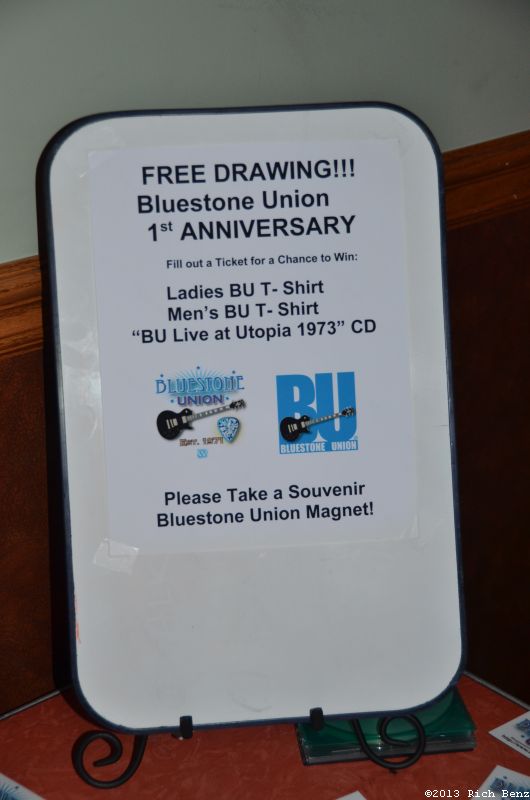 FREE DRAWING!!!
Bluestone Union
1st ANNIVERSARY
Fill out a Ticket for a Chance to Win:
Ladies BU T- Shirt
Men's BU T- Shirt
“BU Live at Utopia 1973” CD
BLUESTONE
UNION
EST. 1971
BU
BLUESTONE UNION
Please Take a Souvenir
Bluestone Union Magnet!
©2013 Rich Benz